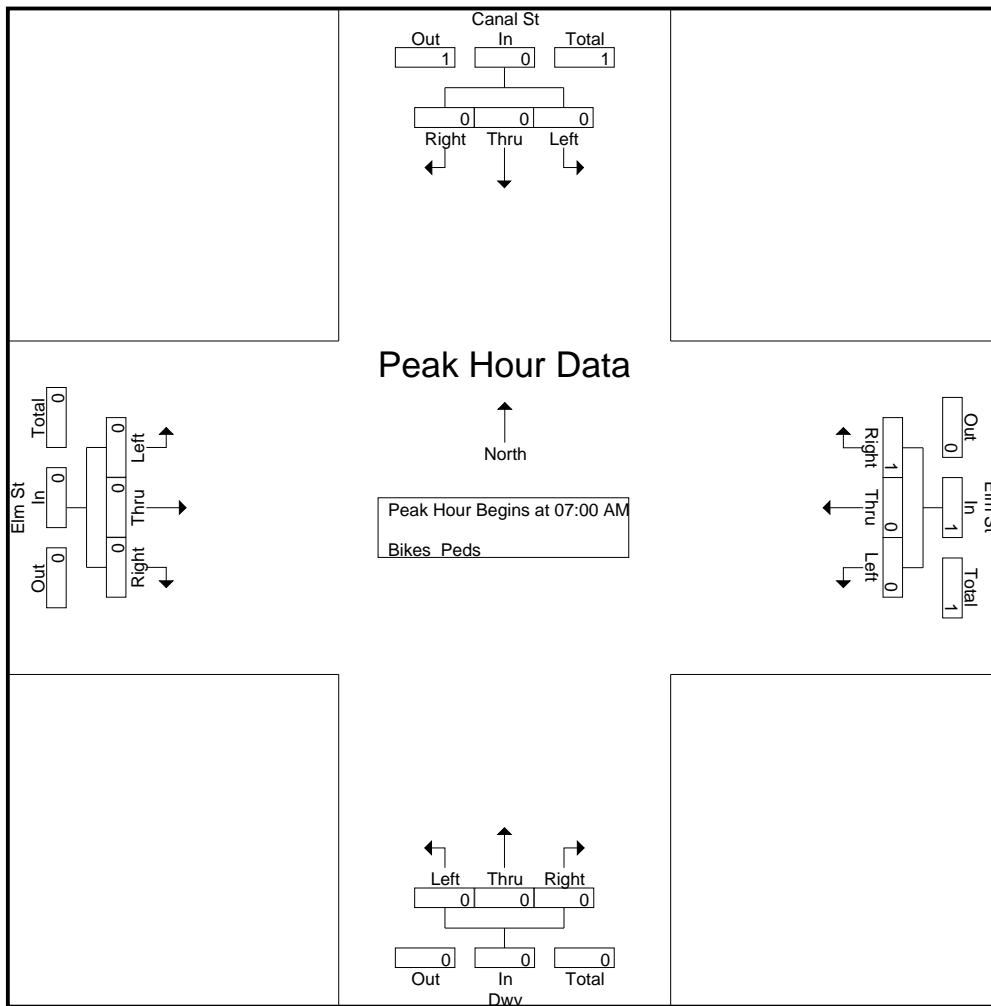 Canal St
Out In Total
1 0 1
0 0 0
Right Thru Left
Peak Hour Data
North
Peak Hour Begins at 07:00 AM
Bikes Peds
Elm St
Total In Out
0 0 0
0 0 0
Left Thru Right
Elm St
Out In Total
0 1 1
1 0 0
Right Thru Left
Left Thru Right
0 0 0
0 0 0
Out In Total
Dwy